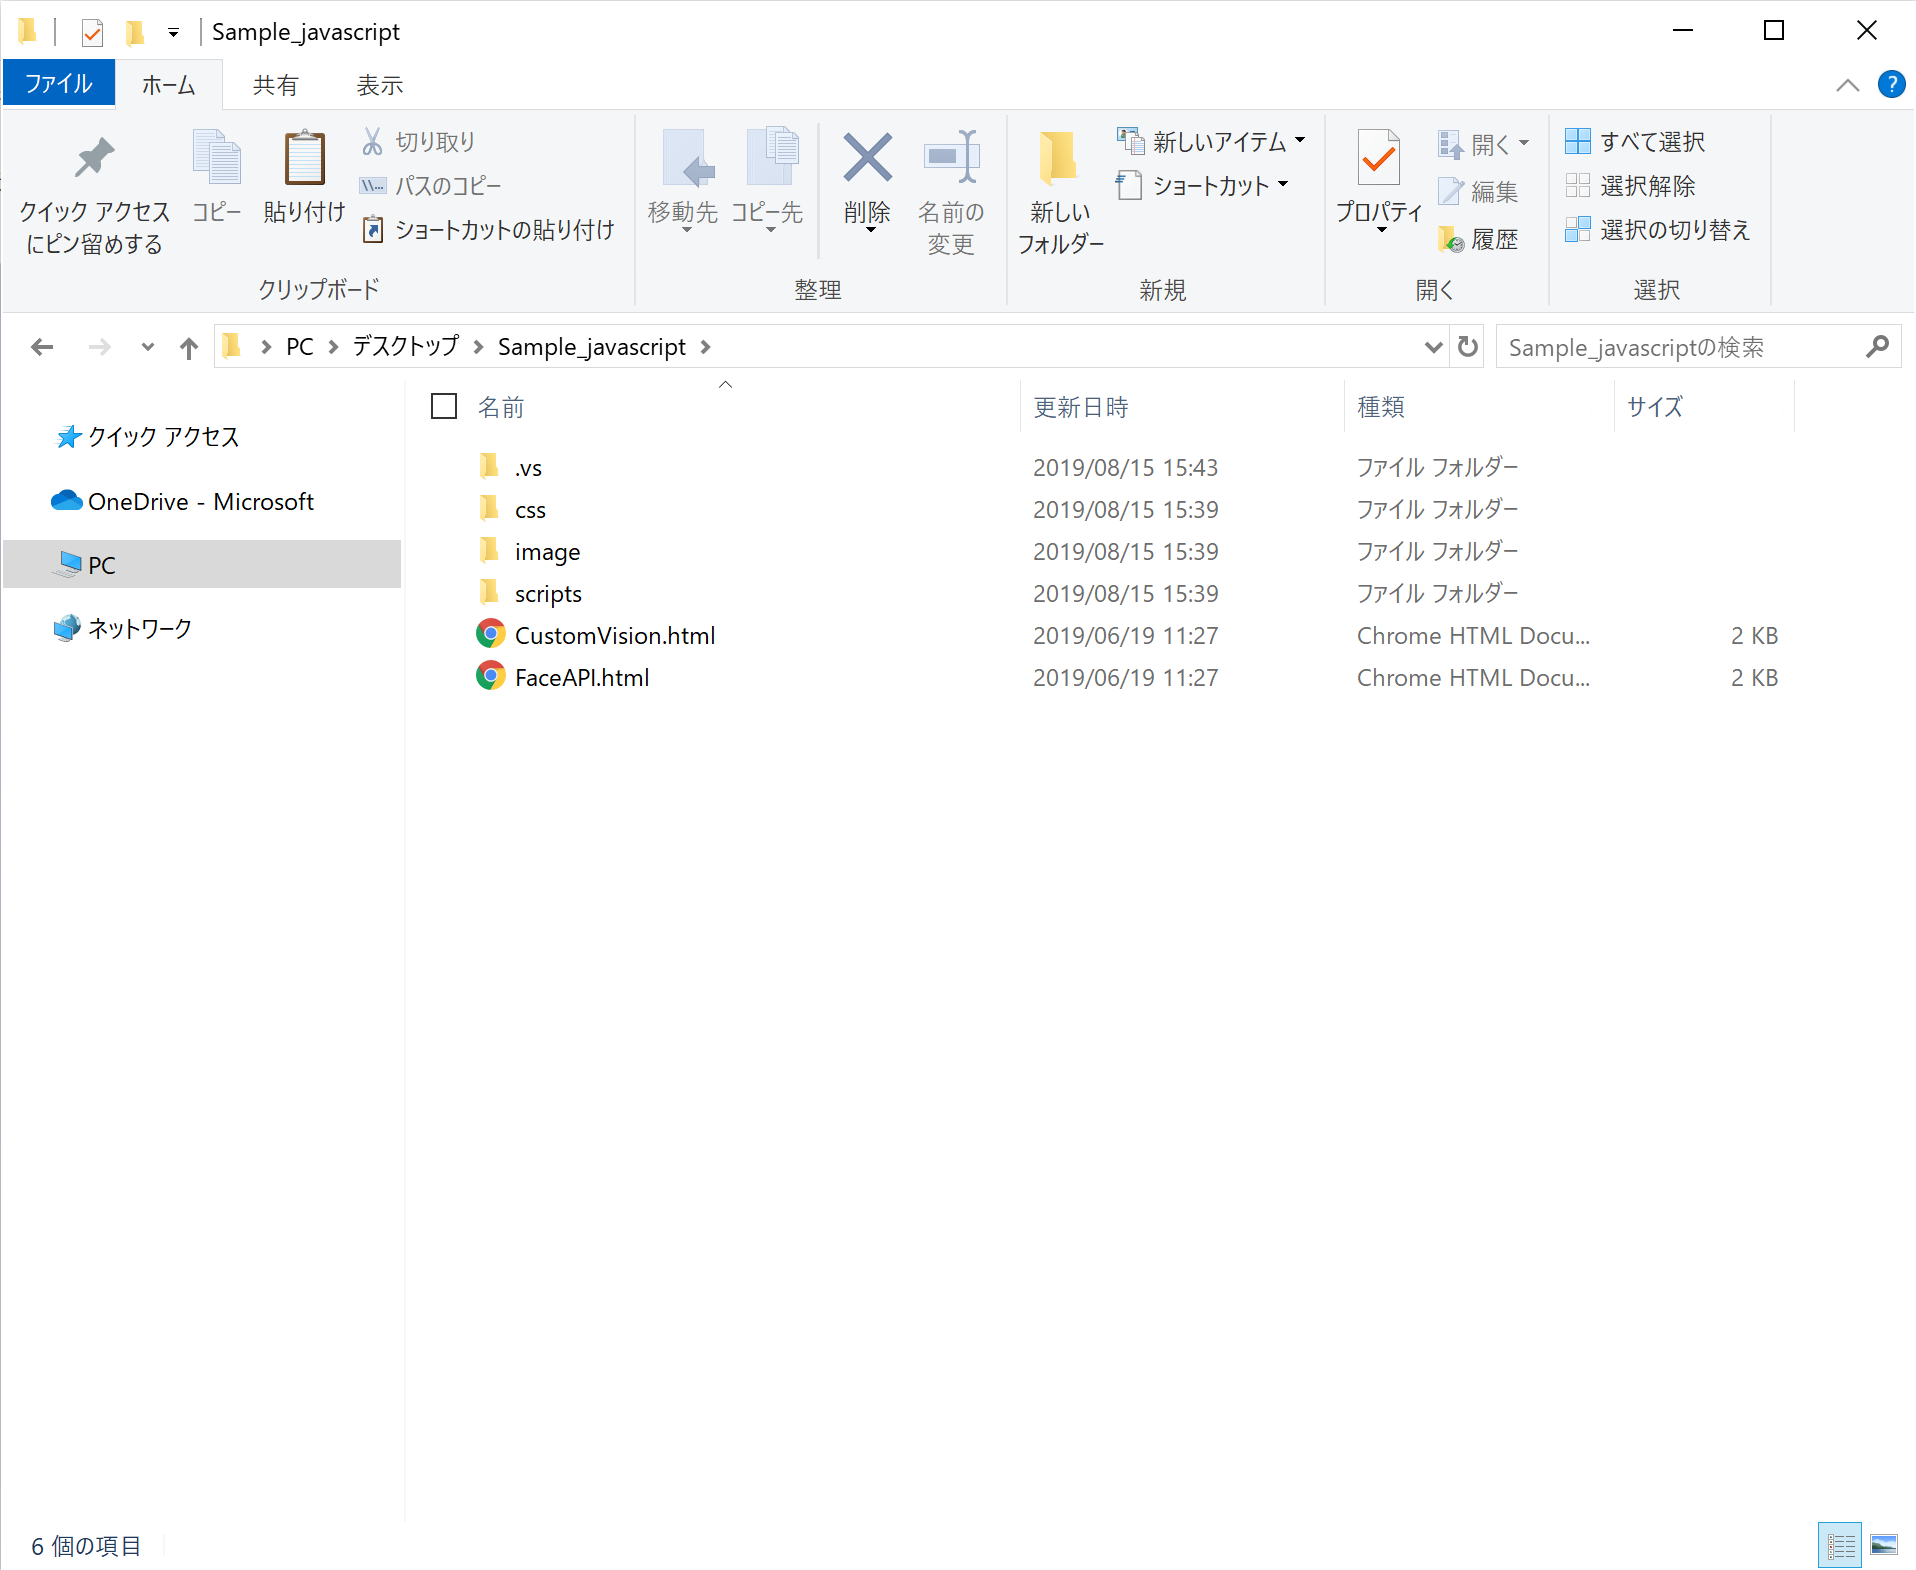 Sample_javascript
ファイル ホーム 共有 表示
?
クイック アクセス
にピン留めする
コピー
貼り付け
切り取り
パスのコピー
ショートカットの貼り付け
クリップボード
移動先
コピー先
削除
名前の
変更
整理
新しい
フォルダー
新しいアイテム
ショートカット
新規
プロパティ
開く
編集
履歴
開く
すべて選択
選択解除
選択の切り替え
選択
PC デスクトップ Sample_javascript
Sample_javascriptの検索
クイック アクセス
OneDrive - Microsoft
PC
ネットワーク
名前 更新日時 種類 サイズ
.vs 2019/08/15 15:43 ファイル フォルダー
css 2019/08/15 15:39 ファイル フォルダー
image 2019/08/15 15:39 ファイル フォルダー
scripts 2019/08/15 15:39 ファイル フォルダー
CustomVision.html 2019/06/19 11:27 Chrome HTML Docu... 2 KB
FaceAPI.html 2019/06/19 11:27 Chrome HTML Docu... 2 KB
6 個の項目